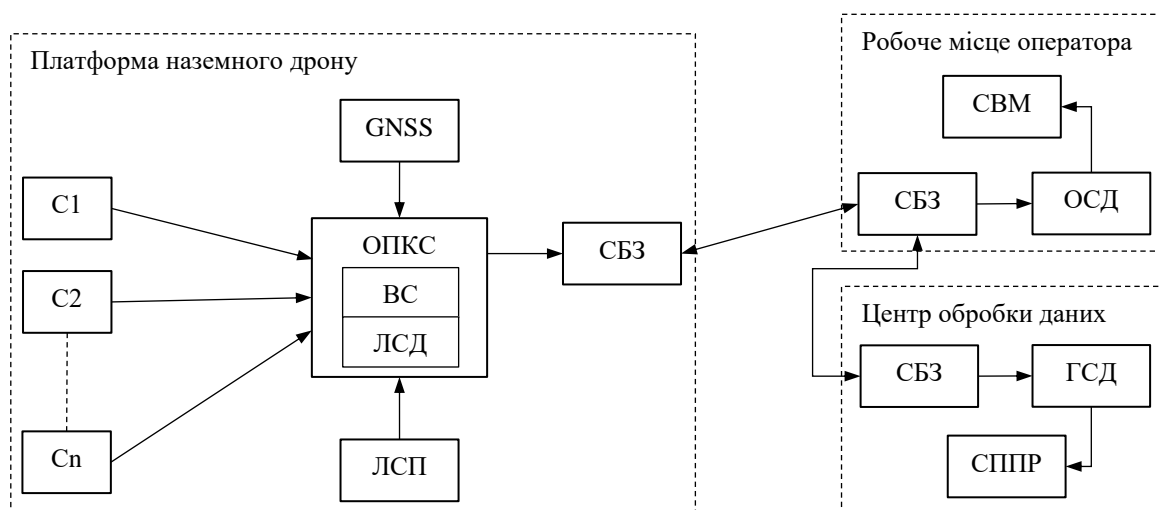 Платформа наземного дрону
GNSS
С1
С2
Сn
ОПКС
ВС
ЛСД
ЛСП
СБЗ
Робоче місце оператора
СВМ
СБЗ
ОСД
Центр обробки даних
СБЗ
ГСД
СППР